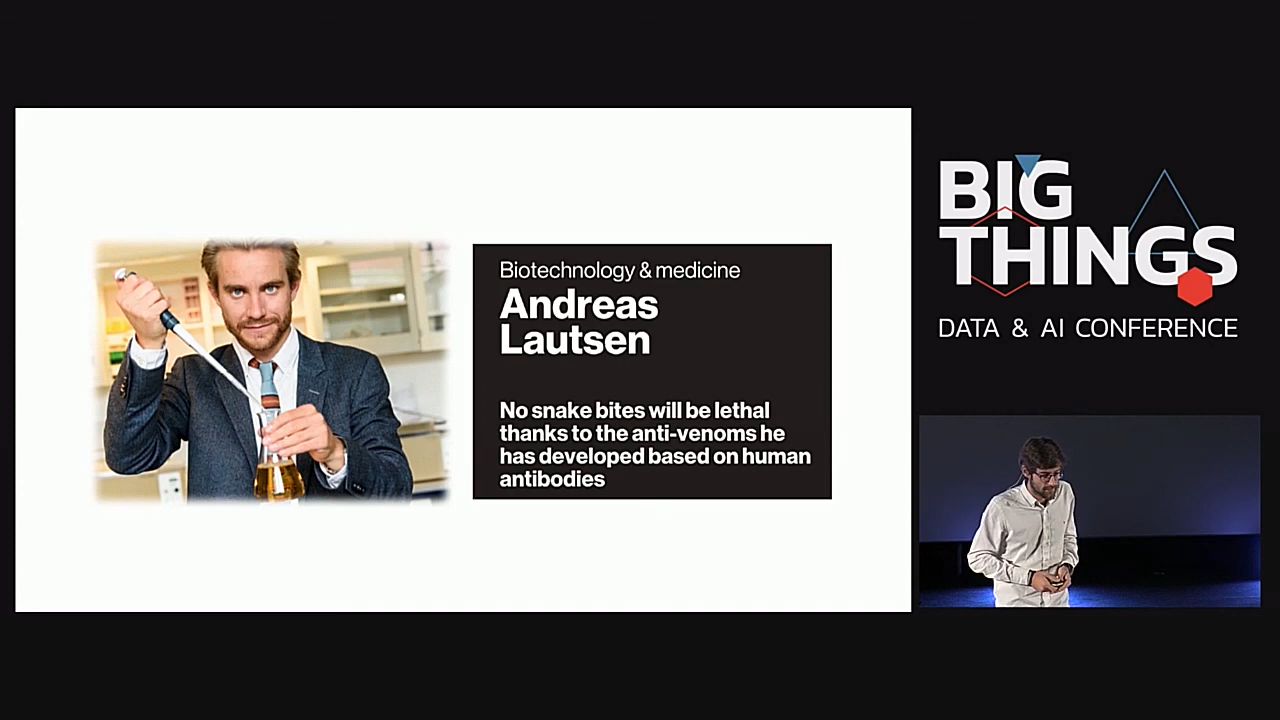 Biotechnology & medicine
Andreas
Lautsen
No snake bites will be lethal
thanks to the anti-venoms he
has developed based on human
antibodies
BIG
THINGS
DATA & AI CONFERENCE